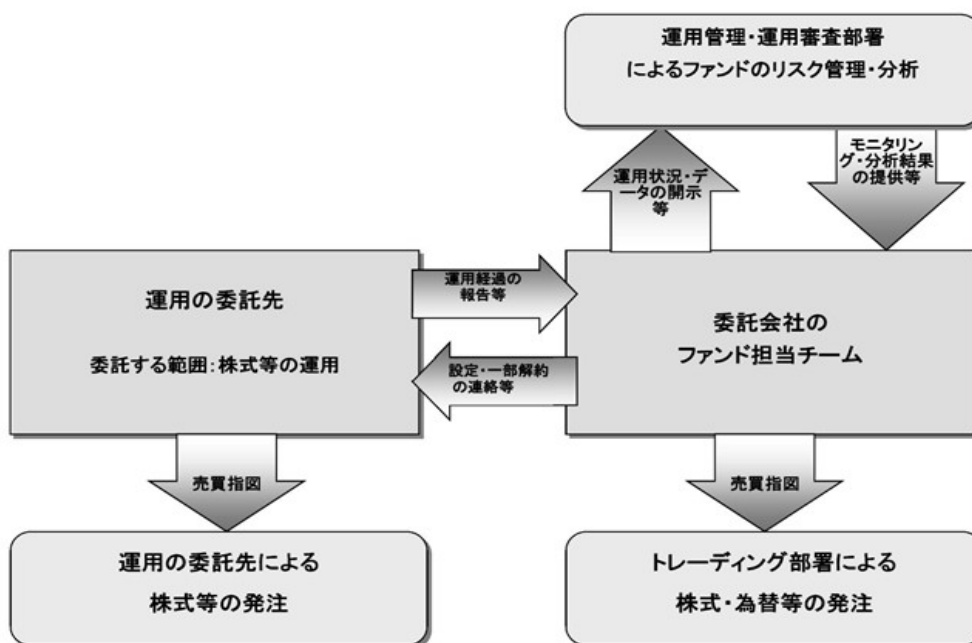 運用管理・運用審査部署
によるファンドのリスク管理・分析
運用状況・デ
ータの開示
等
モニタリン
グ・分析結果
の提供等
運用の委託先
委託する範囲：株式等の運用
運用経過の
報告等
設定・一部解約
の連絡等
委託会社の
ファンド担当チーム
売買指図
売買指図
運用の委託先による
株式等の発注
トレーディング部署による
株式・為替等の発注